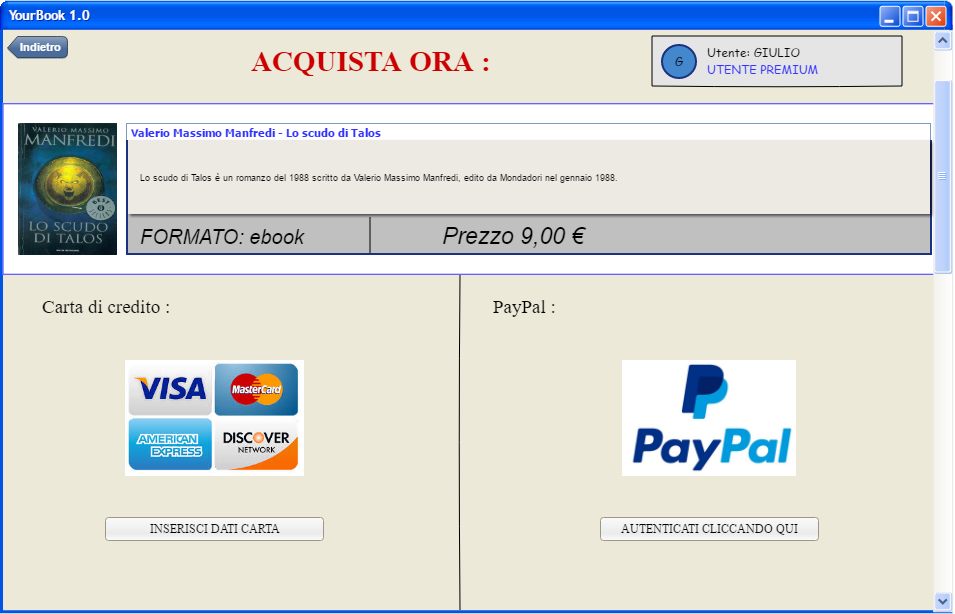 YourBook 1.0
Indietro
ACQUISTA ORA :
G
Utente: GIULIO
UTENTE PREMIUM
VALERIO MASSIMO
MANFREDI
LO SCUDO
DI TALOS
Valerio Massimo Manfredi - Lo scudo di Talos
Lo scudo di Talos è un romanzo del 1988 scritto da Valerio Massimo Manfredi, edito da Mondadori nel gennaio 1988.
FORMATO: ebook
Prezzo 9,00 €
Carta di credito :
PayPal :
VISA
MasterCard
AMERICAN
EXPRESS
DISCOVER
NETWORK
PayPal
INSERISCI DATI CARTA
AUTENTICATI CLICCANDO QUI